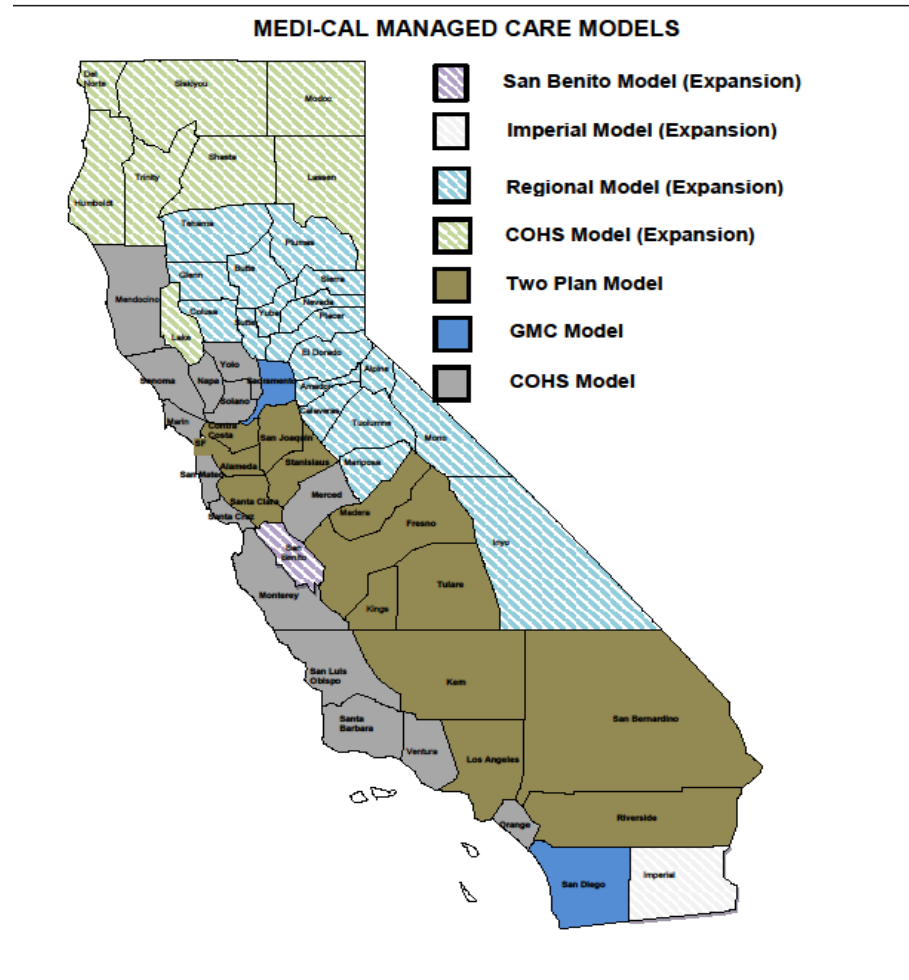 MEDI-CAL MANAGED CARE MODELS
San Benito Model (Expansion)
Imperial Model (Expansion)
Regional Model (Expansion)
COHS Model (Expansion)
Two Plan Model
GMC Model
COHS Model
Del
Norte
Siskiyou
Modoc
Humboldt
Trinity
Shasta
Lassen
Tehama
Plumas
Glenn
Butte
Sierra
Mendocino
Colusa
Sutter
Yuba
Nevada
Placer
Lake
El Dorado
Yolo
Sonoma
Napa
Sacramento
Alpine
Solano
Amador
Calaveras
Marin
Contra
Costa
San Joaquin
Tuolumne
Mono
SF
Alameda
Stanislaus
Mariposa
San Mateo
Santa Clara
Merced
Madera
Santa Cruz
Fresno
San
Benito
Inyo
Monterey
Kings
Tulare
San Luis
Obispo
Kern
San Bernardino
Santa
Barbara
Ventura
Los Angeles
Orange
Riverside
San Diego
Imperial